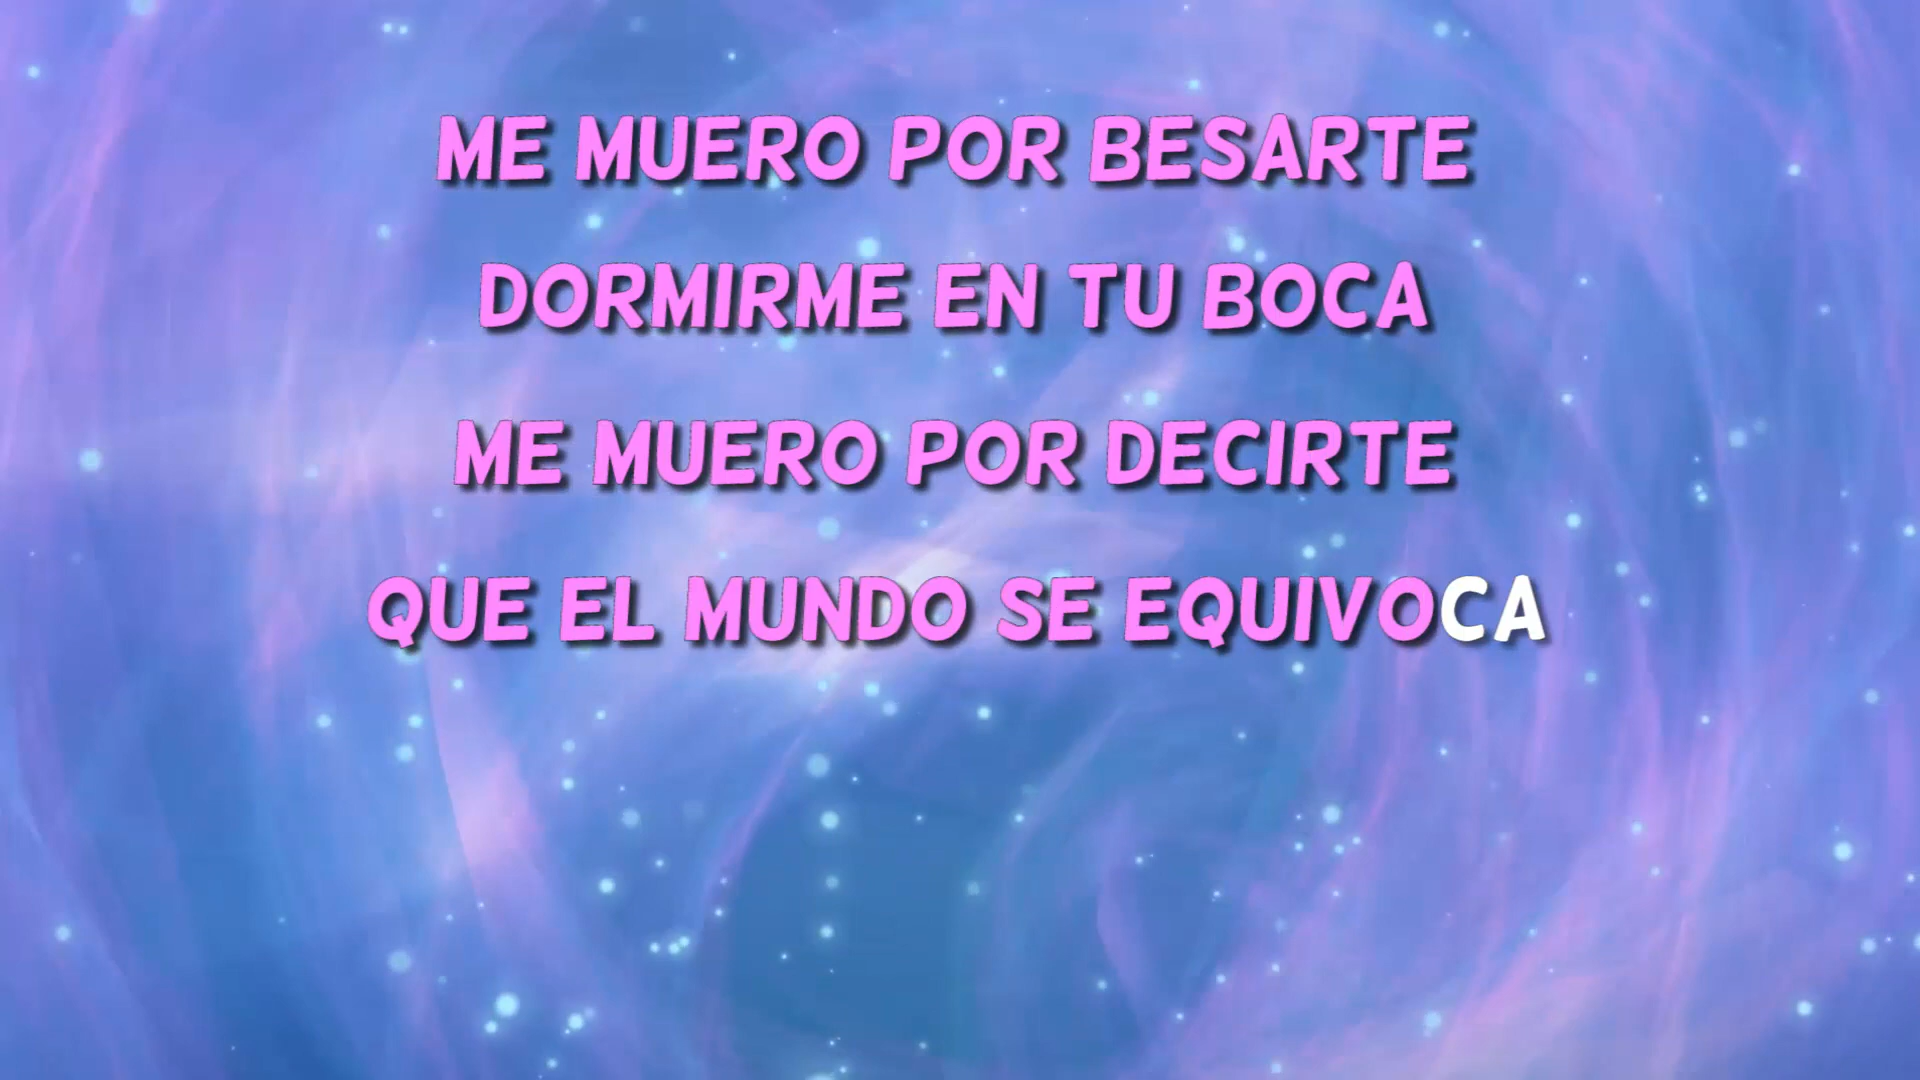 ME MUERO POR BESARTE
DORMIRME EN TU BOCA
ME MUERO POR DECIRTE
QUE EL MUNDO SE EQUIVOCA